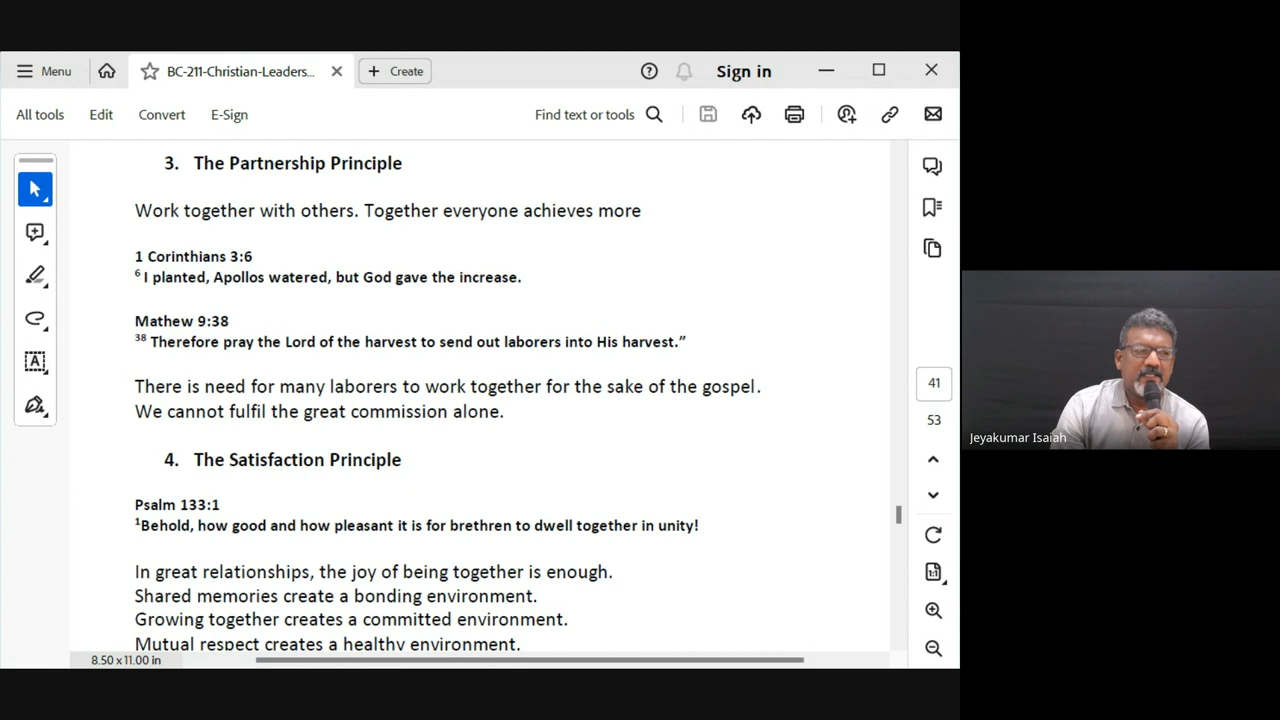 Menu
BC-211-Christian-Leaders...
Create
Sign in
All tools
Edit
Convert
E-Sign
Find text or tools
3. The Partnership Principle
Work together with others. Together everyone achieves more
1 Corinthians 3:6
6 I planted, Apollos watered, but God gave the increase.
Mathew 9:38
38 Therefore pray the Lord of the harvest to send out laborers into His harvest.”
There is need for many laborers to work together for the sake of the gospel.
We cannot fulfil the great commission alone.
4. The Satisfaction Principle
Psalm 133:1
1Behold, how good and how pleasant it is for brethren to dwell together in unity!
In great relationships, the joy of being together is enough.
Shared memories create a bonding environment.
Growing together creates a committed environment.
Mutual respect creates a healthy environment.
8.50 x 11.00 in
41
53
1:1
Jeyakumar Isaiah